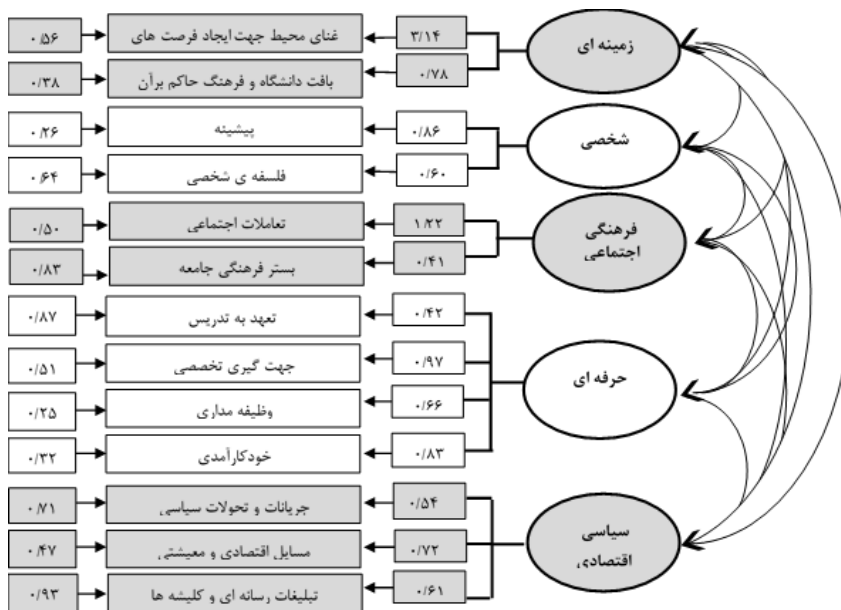 زمینه ای
۳/۱۴
غنای محیط جهت ایجاد فرصت های
۰/۵۶
۰/۷۸
بافت دانشگاه و فرهنگ حاکم برآن
۰/۳۸
شخصی
۰/۸۶
پیشینه
۰/۲۶
۰/۶۰
فلسفه ی شخصی
۰/۶۴
فرهنگی
اجتماعی
۱/۲۲
تعاملات اجتماعی
۰/۵۰
۰/۴۱
بستر فرهنگی جامعه
۰/۸۳
حرفه ای
۰/۴۲
تعهد به تدریس
۰/۸۷
۰/۹۷
جهت گیری تخصصی
۰/۵۱
۰/۶۶
وظیفه مداری
۰/۲۵
۰/۸۳
خودکارآمدی
۰/۳۲
سیاسی
اقتصادی
۰/۵۴
جریانات و تحولات سیاسی
۰/۷۱
۰/۷۲
مسایل اقتصادی و معیشتی
۰/۴۷
۰/۶۱
تبلیغات رسانه ای و کلیشه ها
۰/۹۳